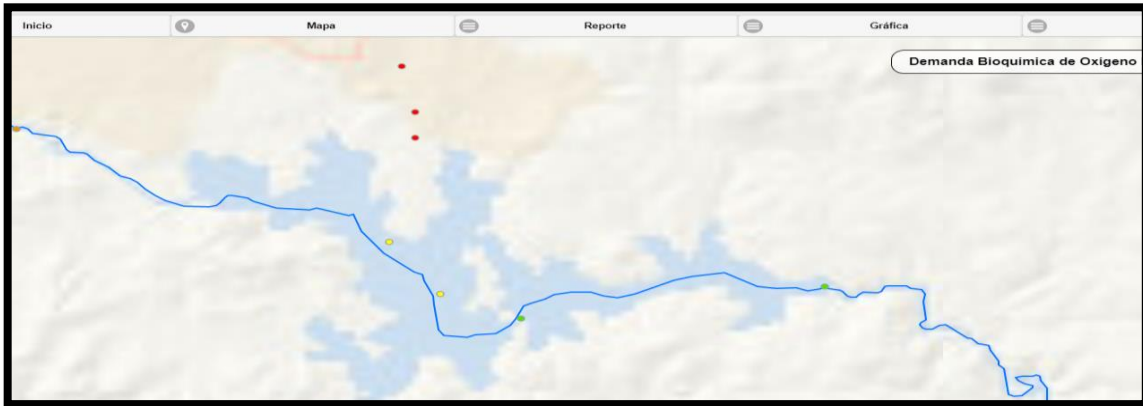 Inicio
Mapa
Reporte
Gráfica
Demanda Bioquimica de Oxigeno